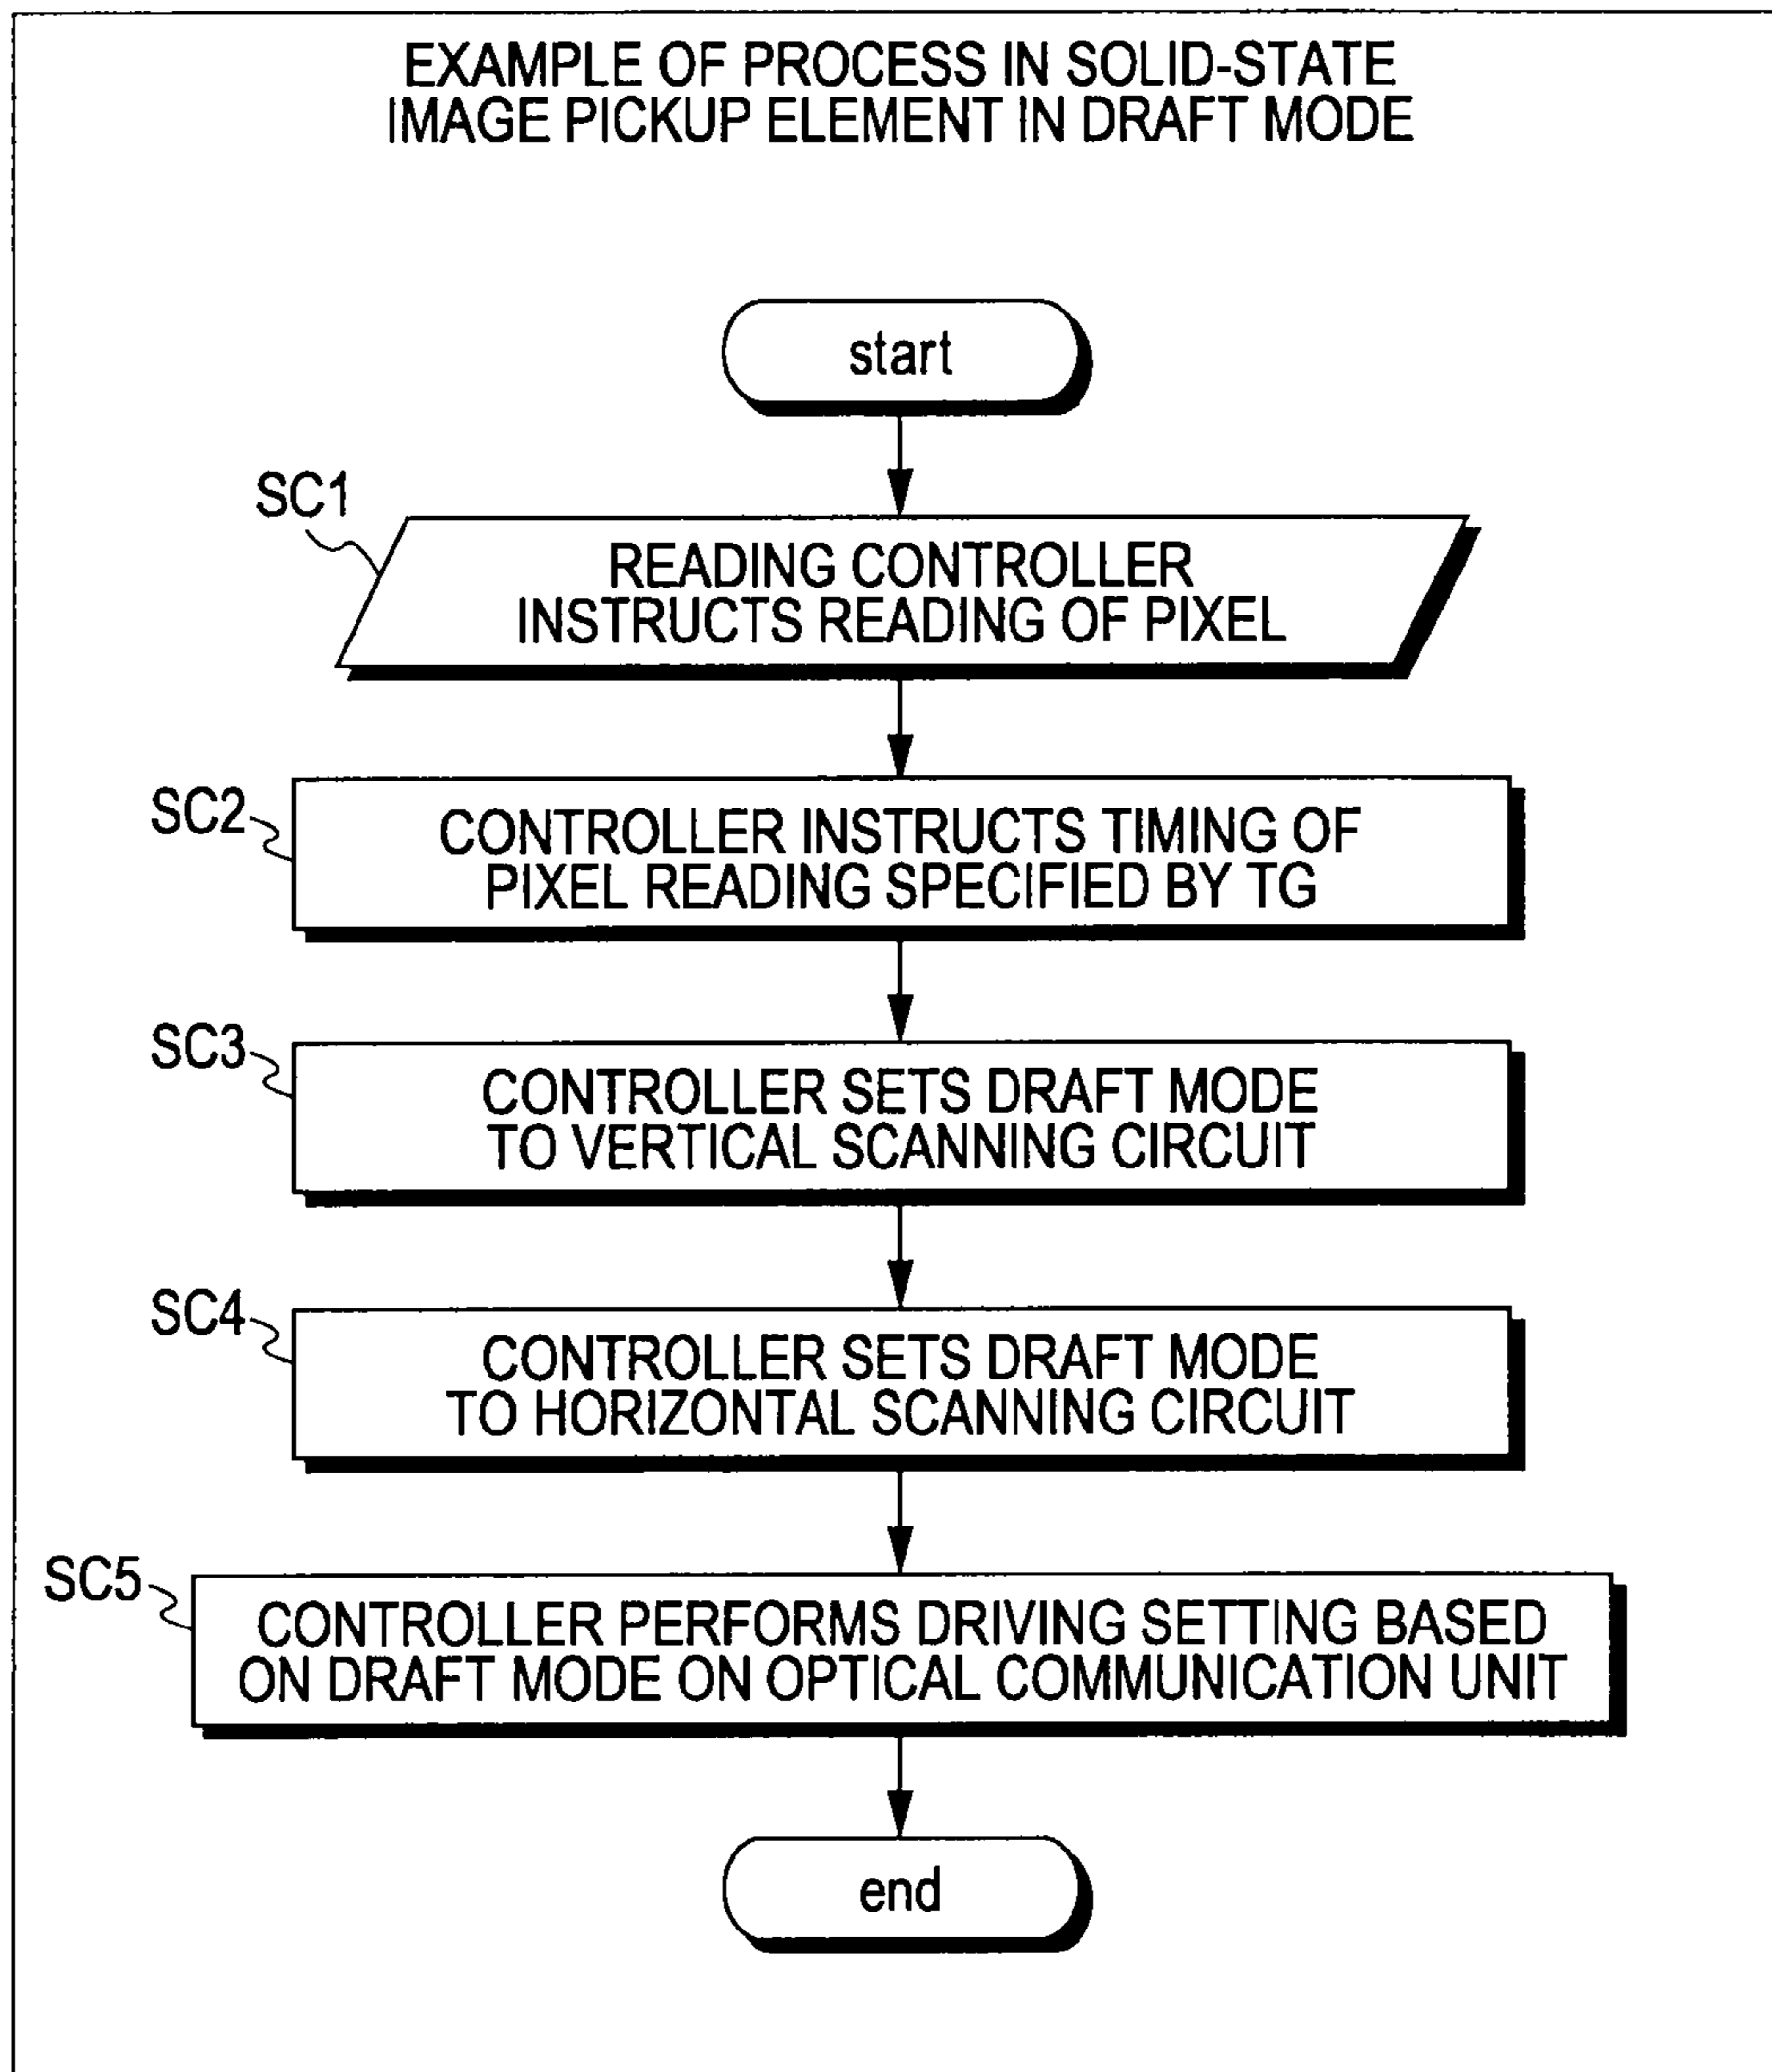 EXAMPLE OF PROCESS IN SOLID-STATE
IMAGE PICKUP ELEMENT IN DRAFT MODE
start
SC1
READING CONTROLLER
INSTRUCTS READING OF PIXEL
SC2
CONTROLLER INSTRUCTS TIMING OF
PIXEL READING SPECIFIED BY TG
SC3
CONTROLLER SETS DRAFT MODE
TO VERTICAL SCANNING CIRCUIT
SC4
CONTROLLER SETS DRAFT MODE
TO HORIZONTAL SCANNING CIRCUIT
SC5
CONTROLLER PERFORMS DRIVING SETTING BASED
ON DRAFT MODE ON OPTICAL COMMUNICATION UNIT
end